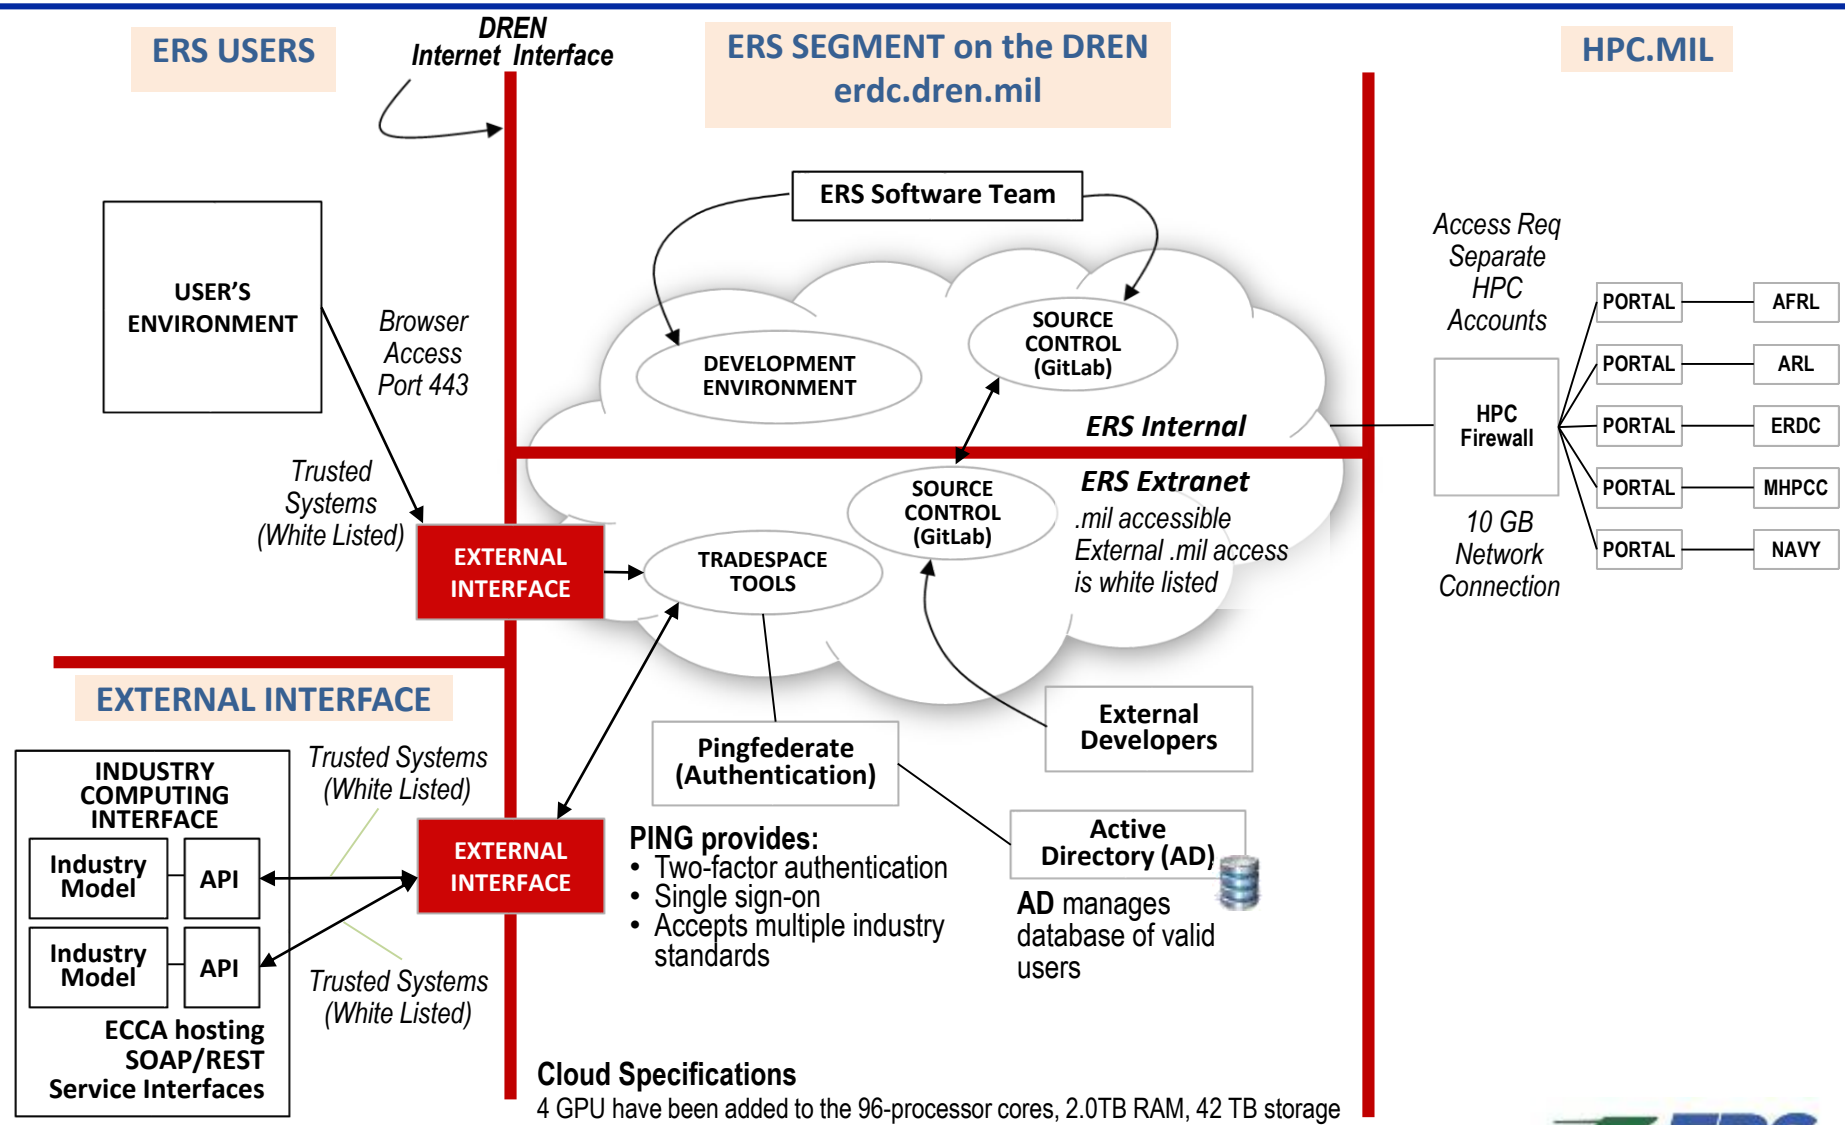 ERS USERS
DREN
Internet Interface
ERS SEGMENT on the DREN
erdc.dren.mil
HPC.MIL
ERS Software Team
USER'S
ENVIRONMENT
Browser
Access
Port 443
Trusted
Systems
(White Listed)
DEVELOPMENT
ENVIRONMENT
SOURCE
CONTROL
(GitLab)
ERS Internal
ERS Extranet
.mil accessible
External .mil access
is white listed
SOURCE
CONTROL
(GitLab)
EXTERNAL
INTERFACE
TRADESPACE
TOOLS
Access Req
Separate
HPC
Accounts
HPC
Firewall
10 GB
Network
Connection
PORTAL
AFRL
PORTAL
ARL
PORTAL
ERDC
PORTAL
MHPCC
PORTAL
NAVY
EXTERNAL INTERFACE
INDUSTRY
COMPUTING
INTERFACE
Industry
Model
API
Industry
Model
API
ECCA hosting
SOAP/REST
Service Interfaces
Trusted Systems
(White Listed)
Trusted Systems
(White Listed)
EXTERNAL
INTERFACE
Pingfederate
(Authentication)
PING provides:
• Two-factor authentication
• Single sign-on
• Accepts multiple industry
standards
External
Developers
Active
Directory (AD)
AD manages
database of valid
users
Cloud Specifications
4 GPU have been added to the 96-processor cores, 2.0TB RAM, 42 TB storage
ERS